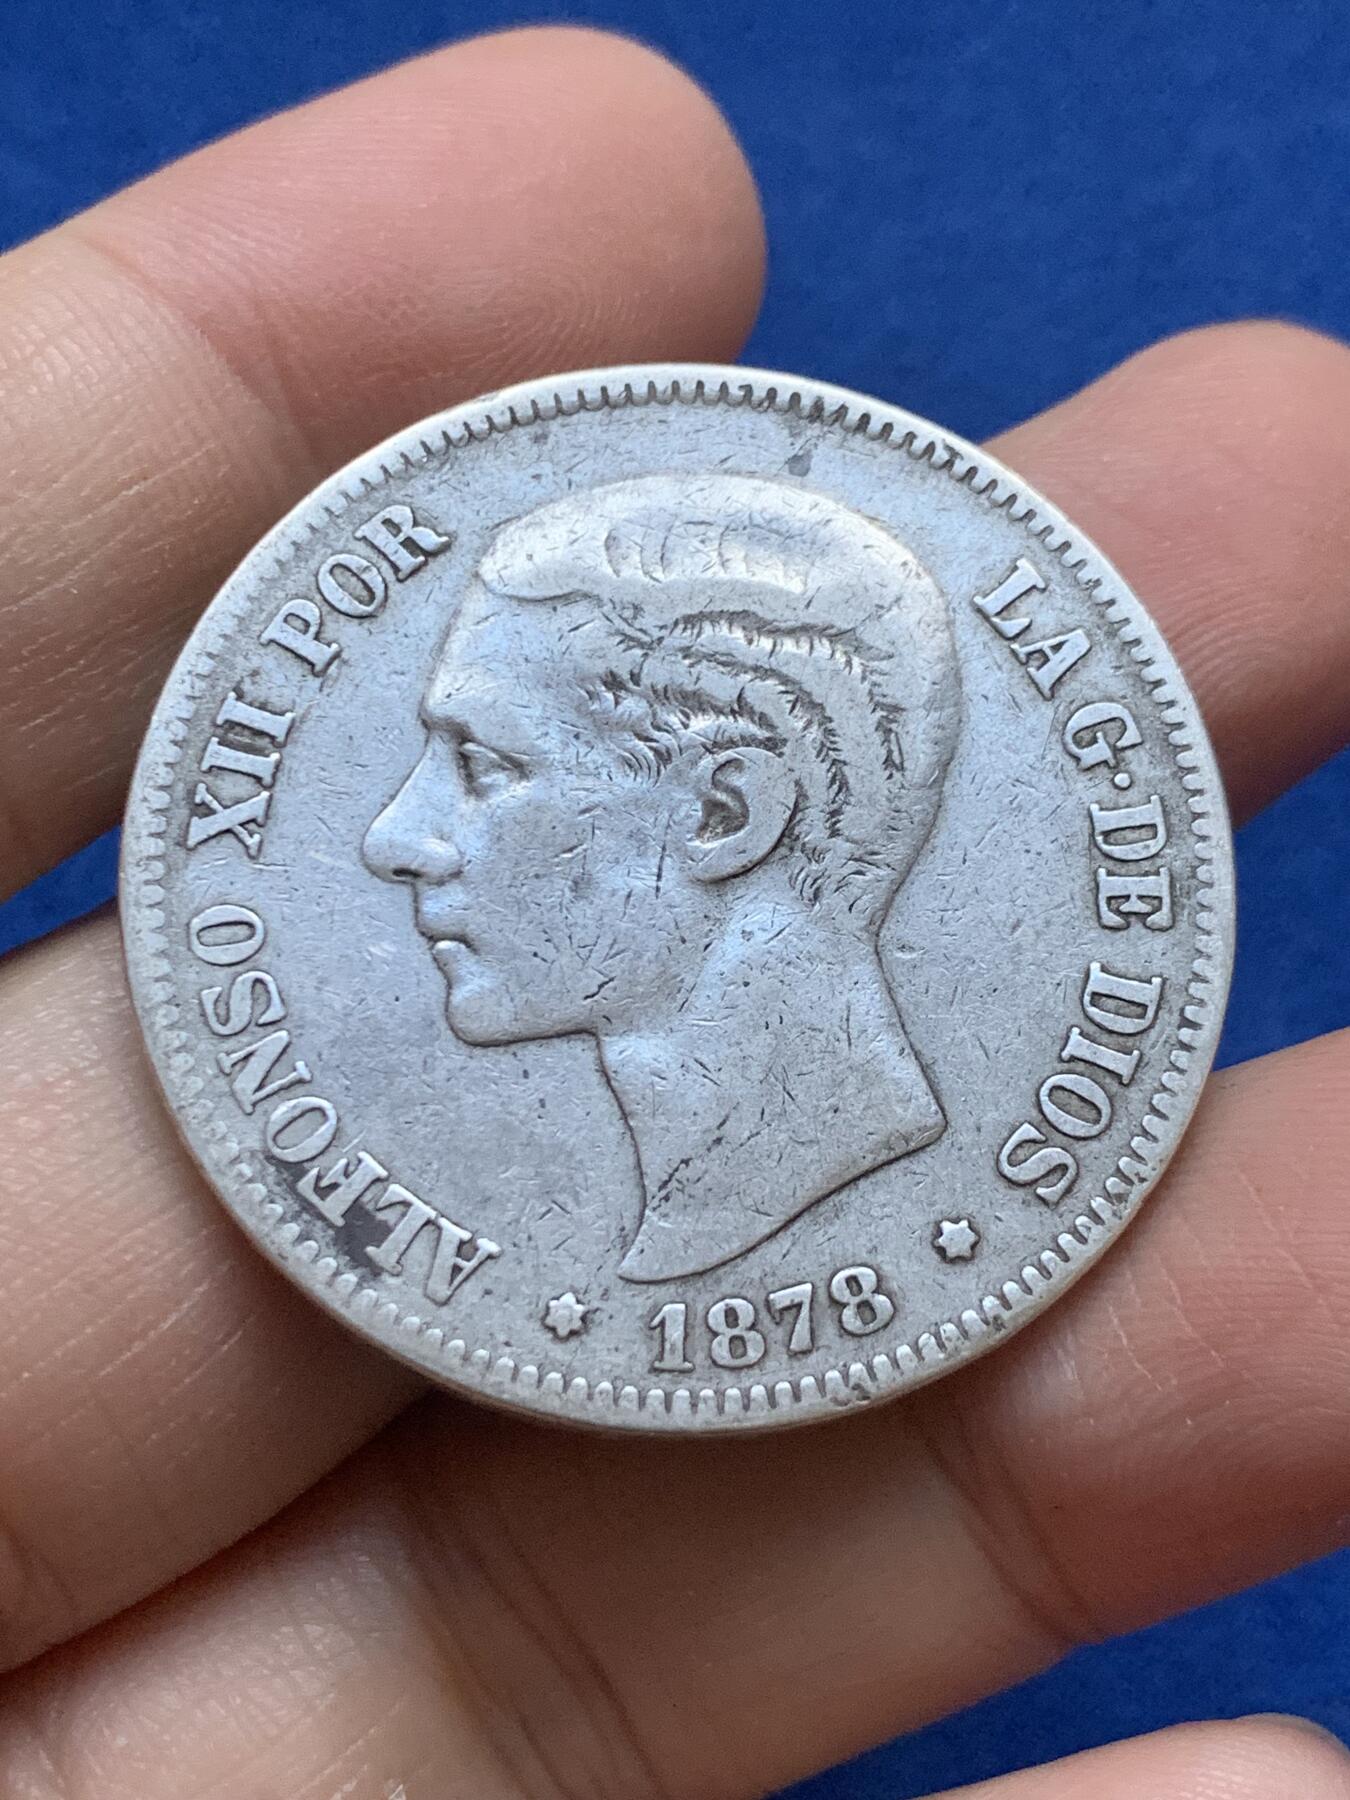 ALFONSO XII POR LA G. DE DIOS
1878